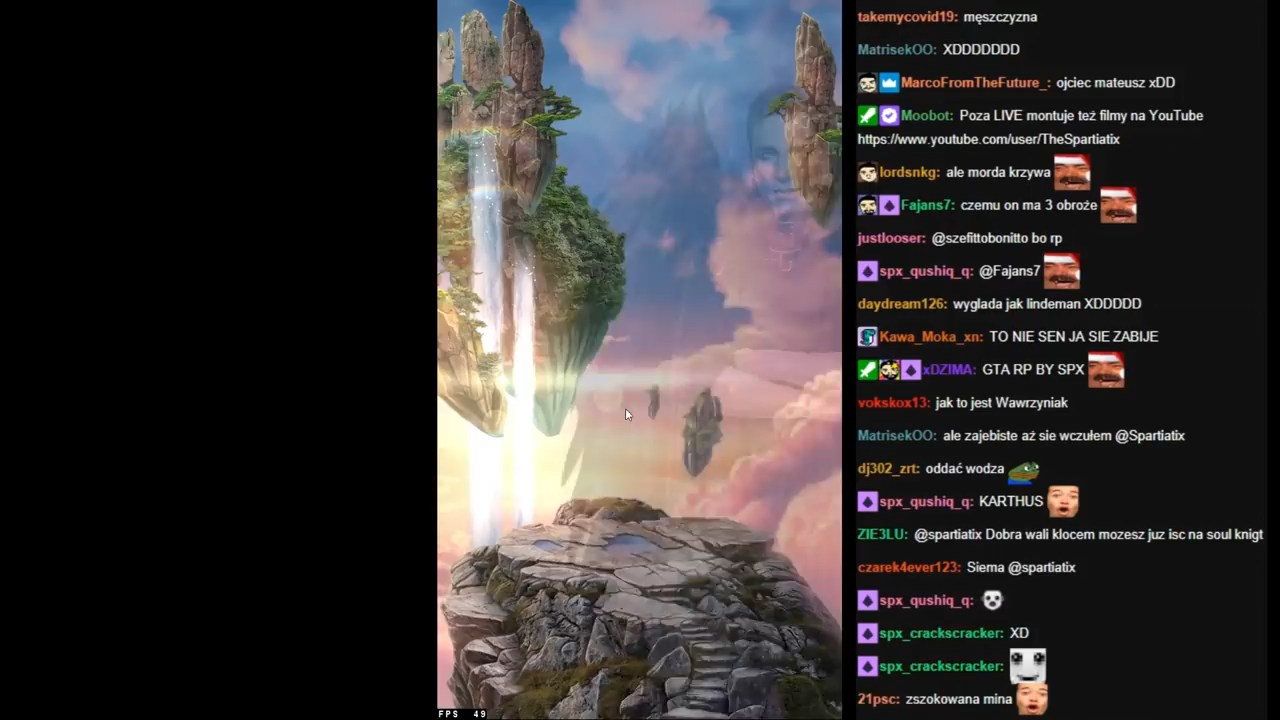 takemycovid19: męszczyzna
MatrisekOO: XDDDDDDD
MarcoFromTheFuture_: ojciec mateusz xDD
Moobot: Poza LIVE montuje też filmy na YouTube
https://www.youtube.com/user/TheSpartiatix
lordsnkg: ale morda krzywa
Fajans7: czemu on ma 3 obroże
justlooser: @szefittobonitto bo rp
spx_qushiq_q: @Fajans7
daydream126: wyglada jak lindeman XDDDDD
Kawa_Moka_xn: TO NIE SEN JA SIE ZABIJE
xDZIMA: GTA RP BY SPX
vokskox13: jak to jest Wawrzyniak
MatrisekOO: ale zajebiste aż sie wczułem @Spartiatix
dj302_zrt: oddać wodza
spx_qushiq_q: KARTHUS
ZIE3LU: @spartiatix Dobra wali klocem mozesz juz isc na soul knigt
czarek4ever123: Siema @spartiatix
spx_qushiq_q:
spx_crackscracker: XD
spx_crackscracker:
21psc: zszokowana mina
FPS 49